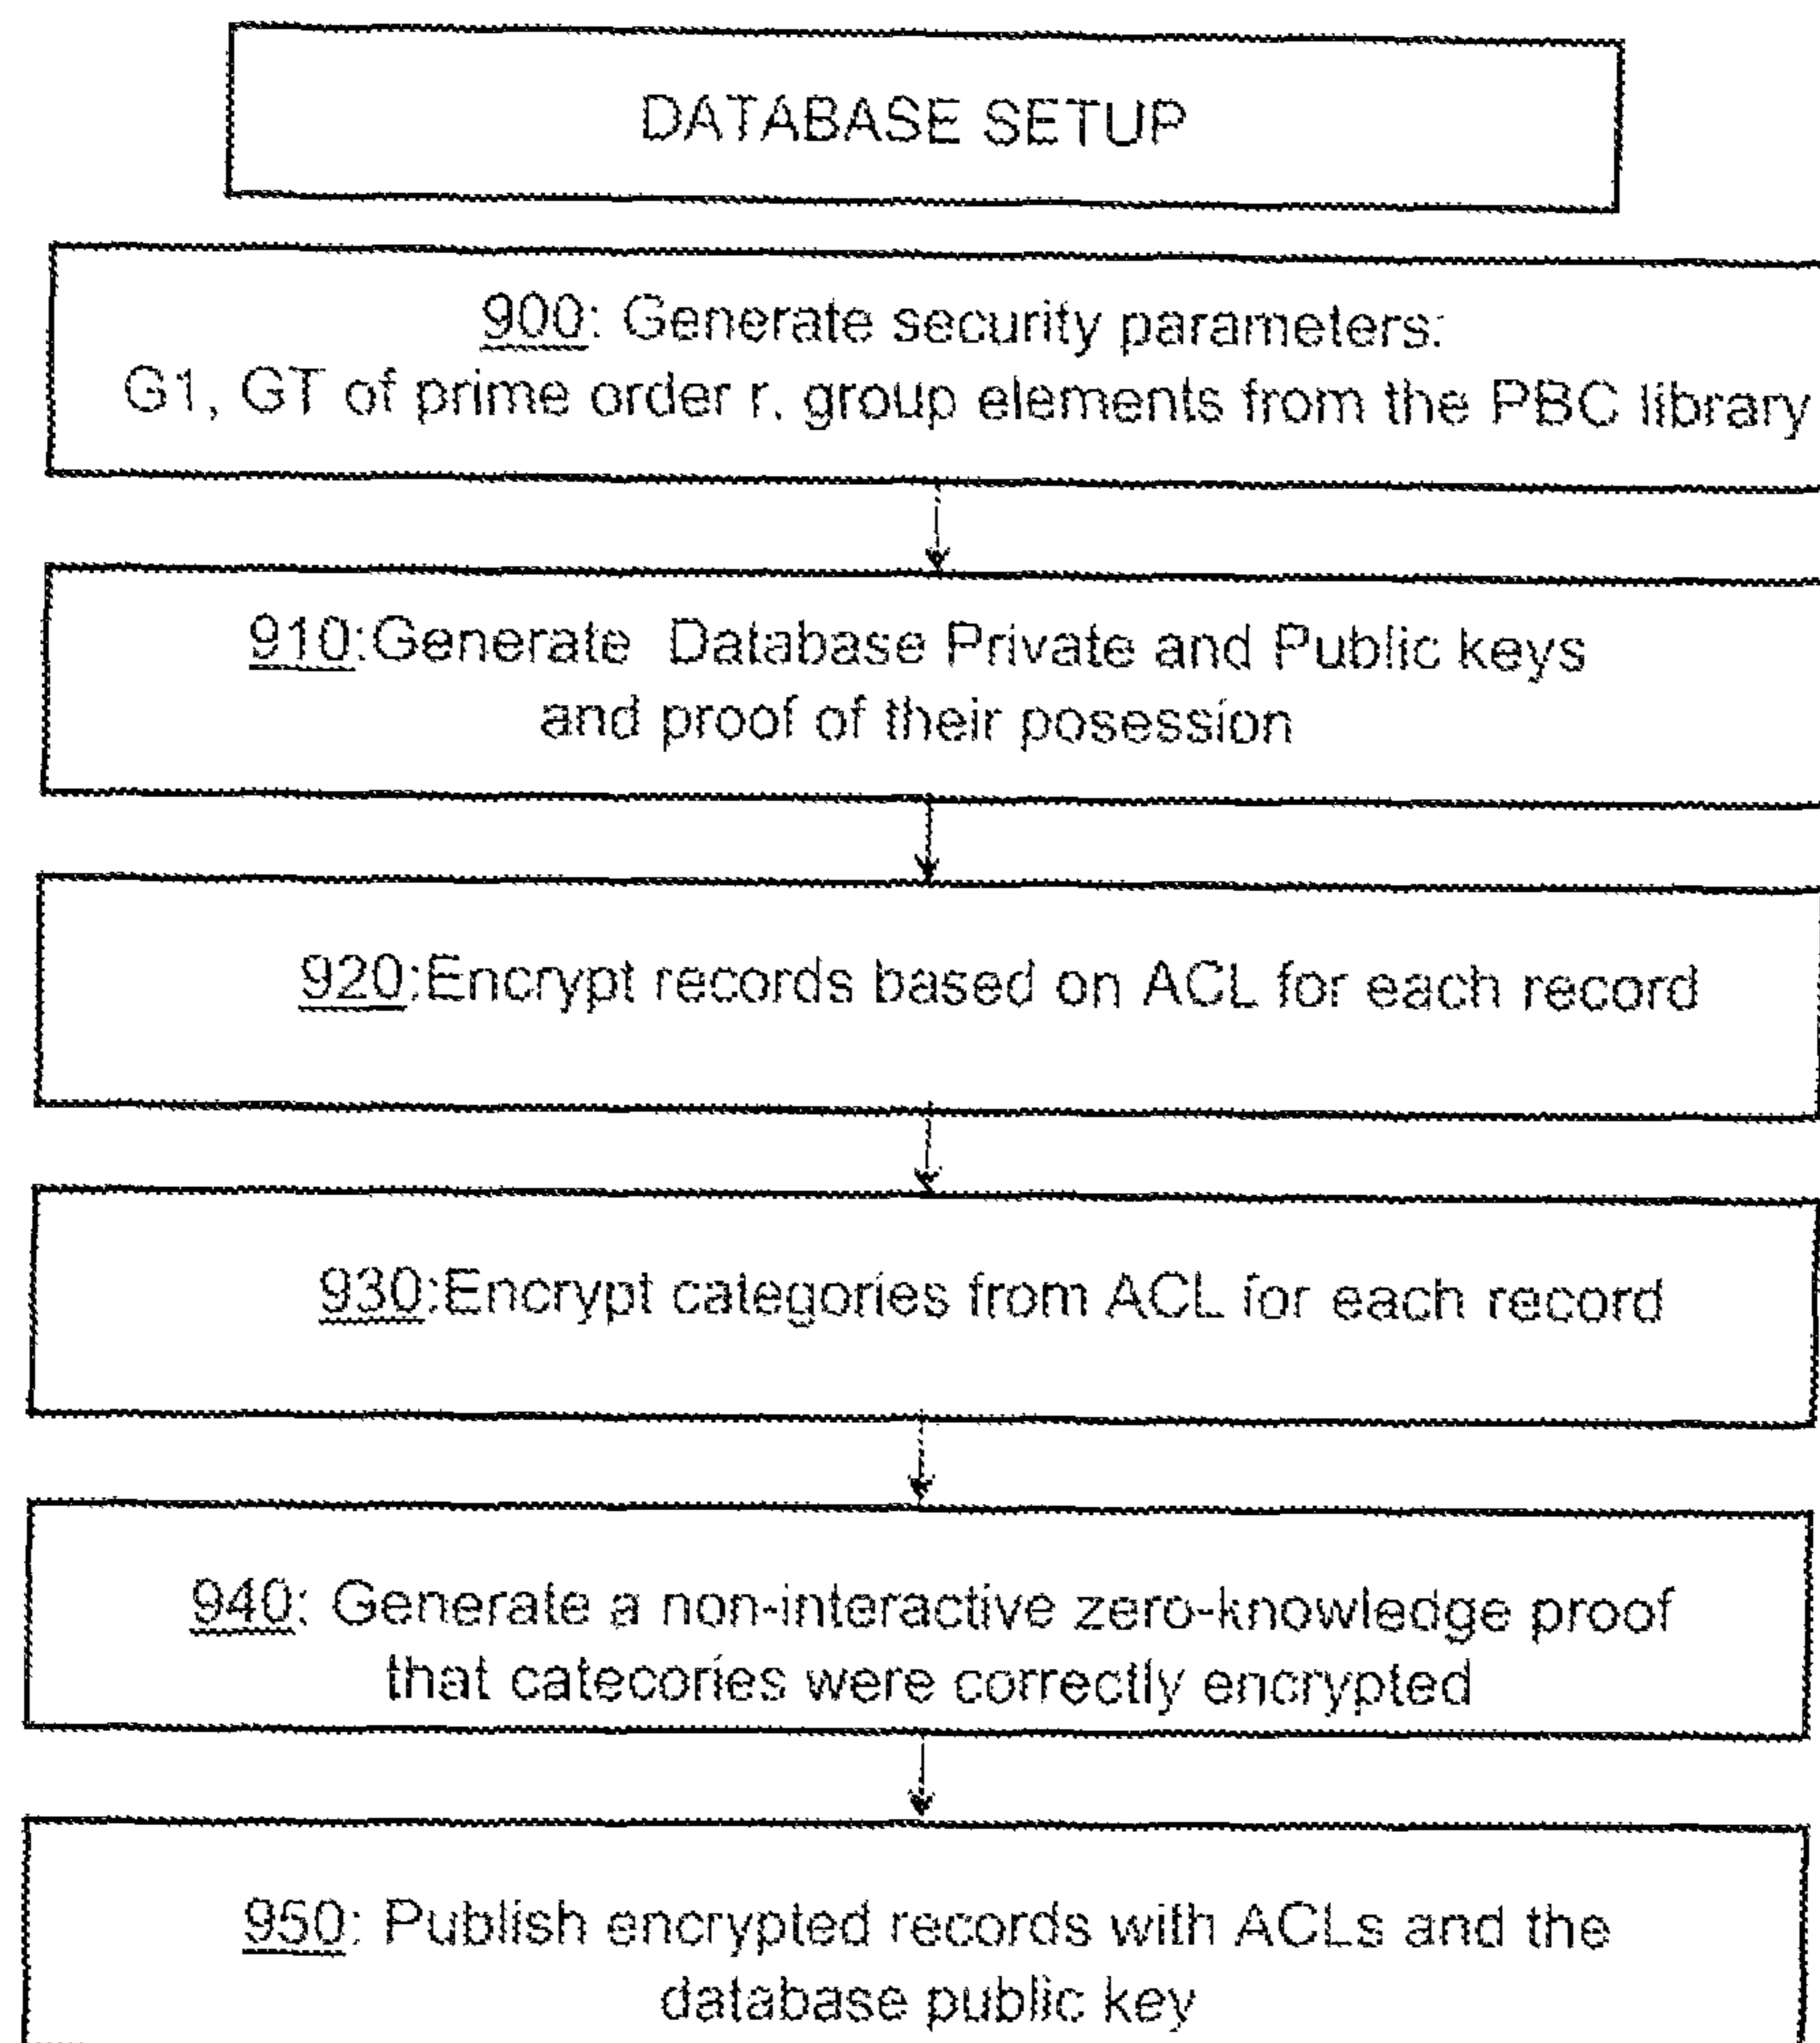 DATABASE SETUP
900: Generate security parameters:
G1, GT of prime order r, group elements from the PBC library
910:Generate Database Private and Public keys
and proof of their posession
920:Encrypt records based on ACL for each record
930:Encrypt categories from ACL for each record
940: Generate a non-interactive zero-knowledge proof
that catecories were correctly encrypted
950: Publish encrypted records with ACLs and the
database public key